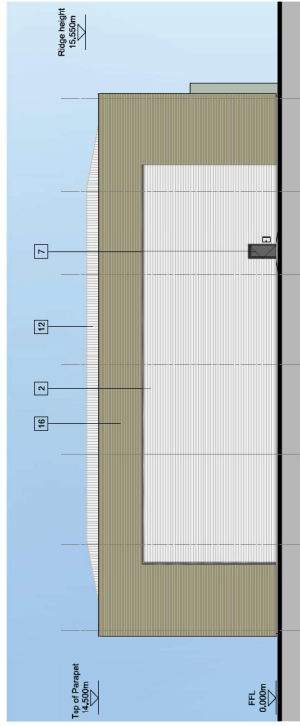 Ridge height
15.550m
7
12
2
16
Top of Parapet
14.500m
FFL
0.000m